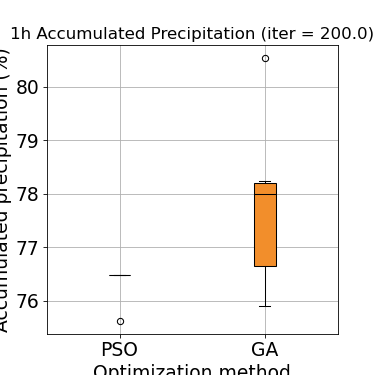 1h Accumulated Precipitation (iter = 200.0)
Accumulated precipitation (%)
80
79
78
77
76
PSO GA
Optimization method